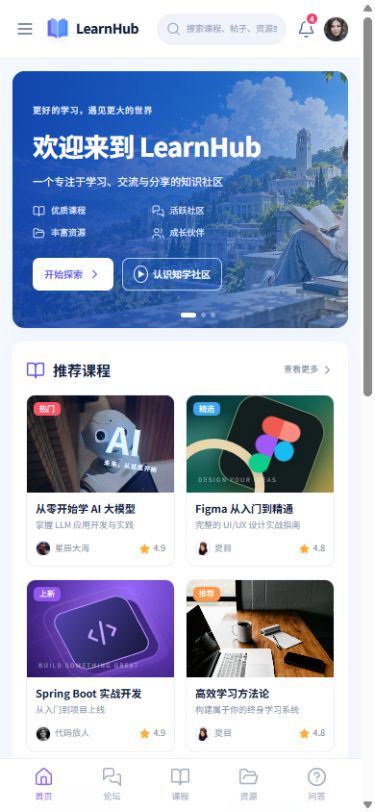 LearnHub
搜索课程、帖子、资源
4
更好的学习，遇见更大的世界
欢迎来到 LearnHub
一个专注于学习、交流与分享的知识社区
优质课程
活跃社区
丰富资源
成长伙伴
开始探索
认识知学社区
推荐课程
查看更多
热门
AI
未来，从这里开始
从零开始学 AI 大模型
掌握 LLM 应用开发与实践
星辰大海
4.9
精选
DESIGN YOUR IDEAS
Figma 从入门到精通
完整的 UI/UX 设计实战指南
夏目
4.8
上新
</>
BUILD SOMETHING GREAT
Spring Boot 实战开发
从入门到项目上线
代码旅人
4.9
推荐
高效学习方法论
构建属于你的终身学习系统
夏目
4.8
首页
论坛
课程
资源
问答